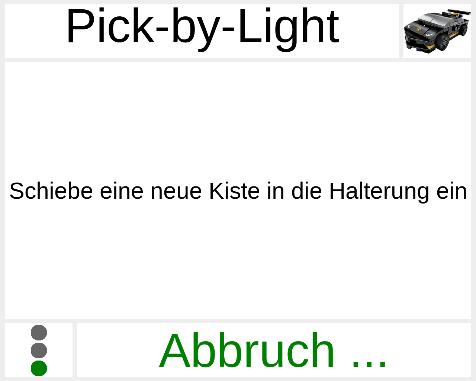 Pick-by-Light
Schiebe eine neue Kiste in die Halterung ein
Abbruch ...